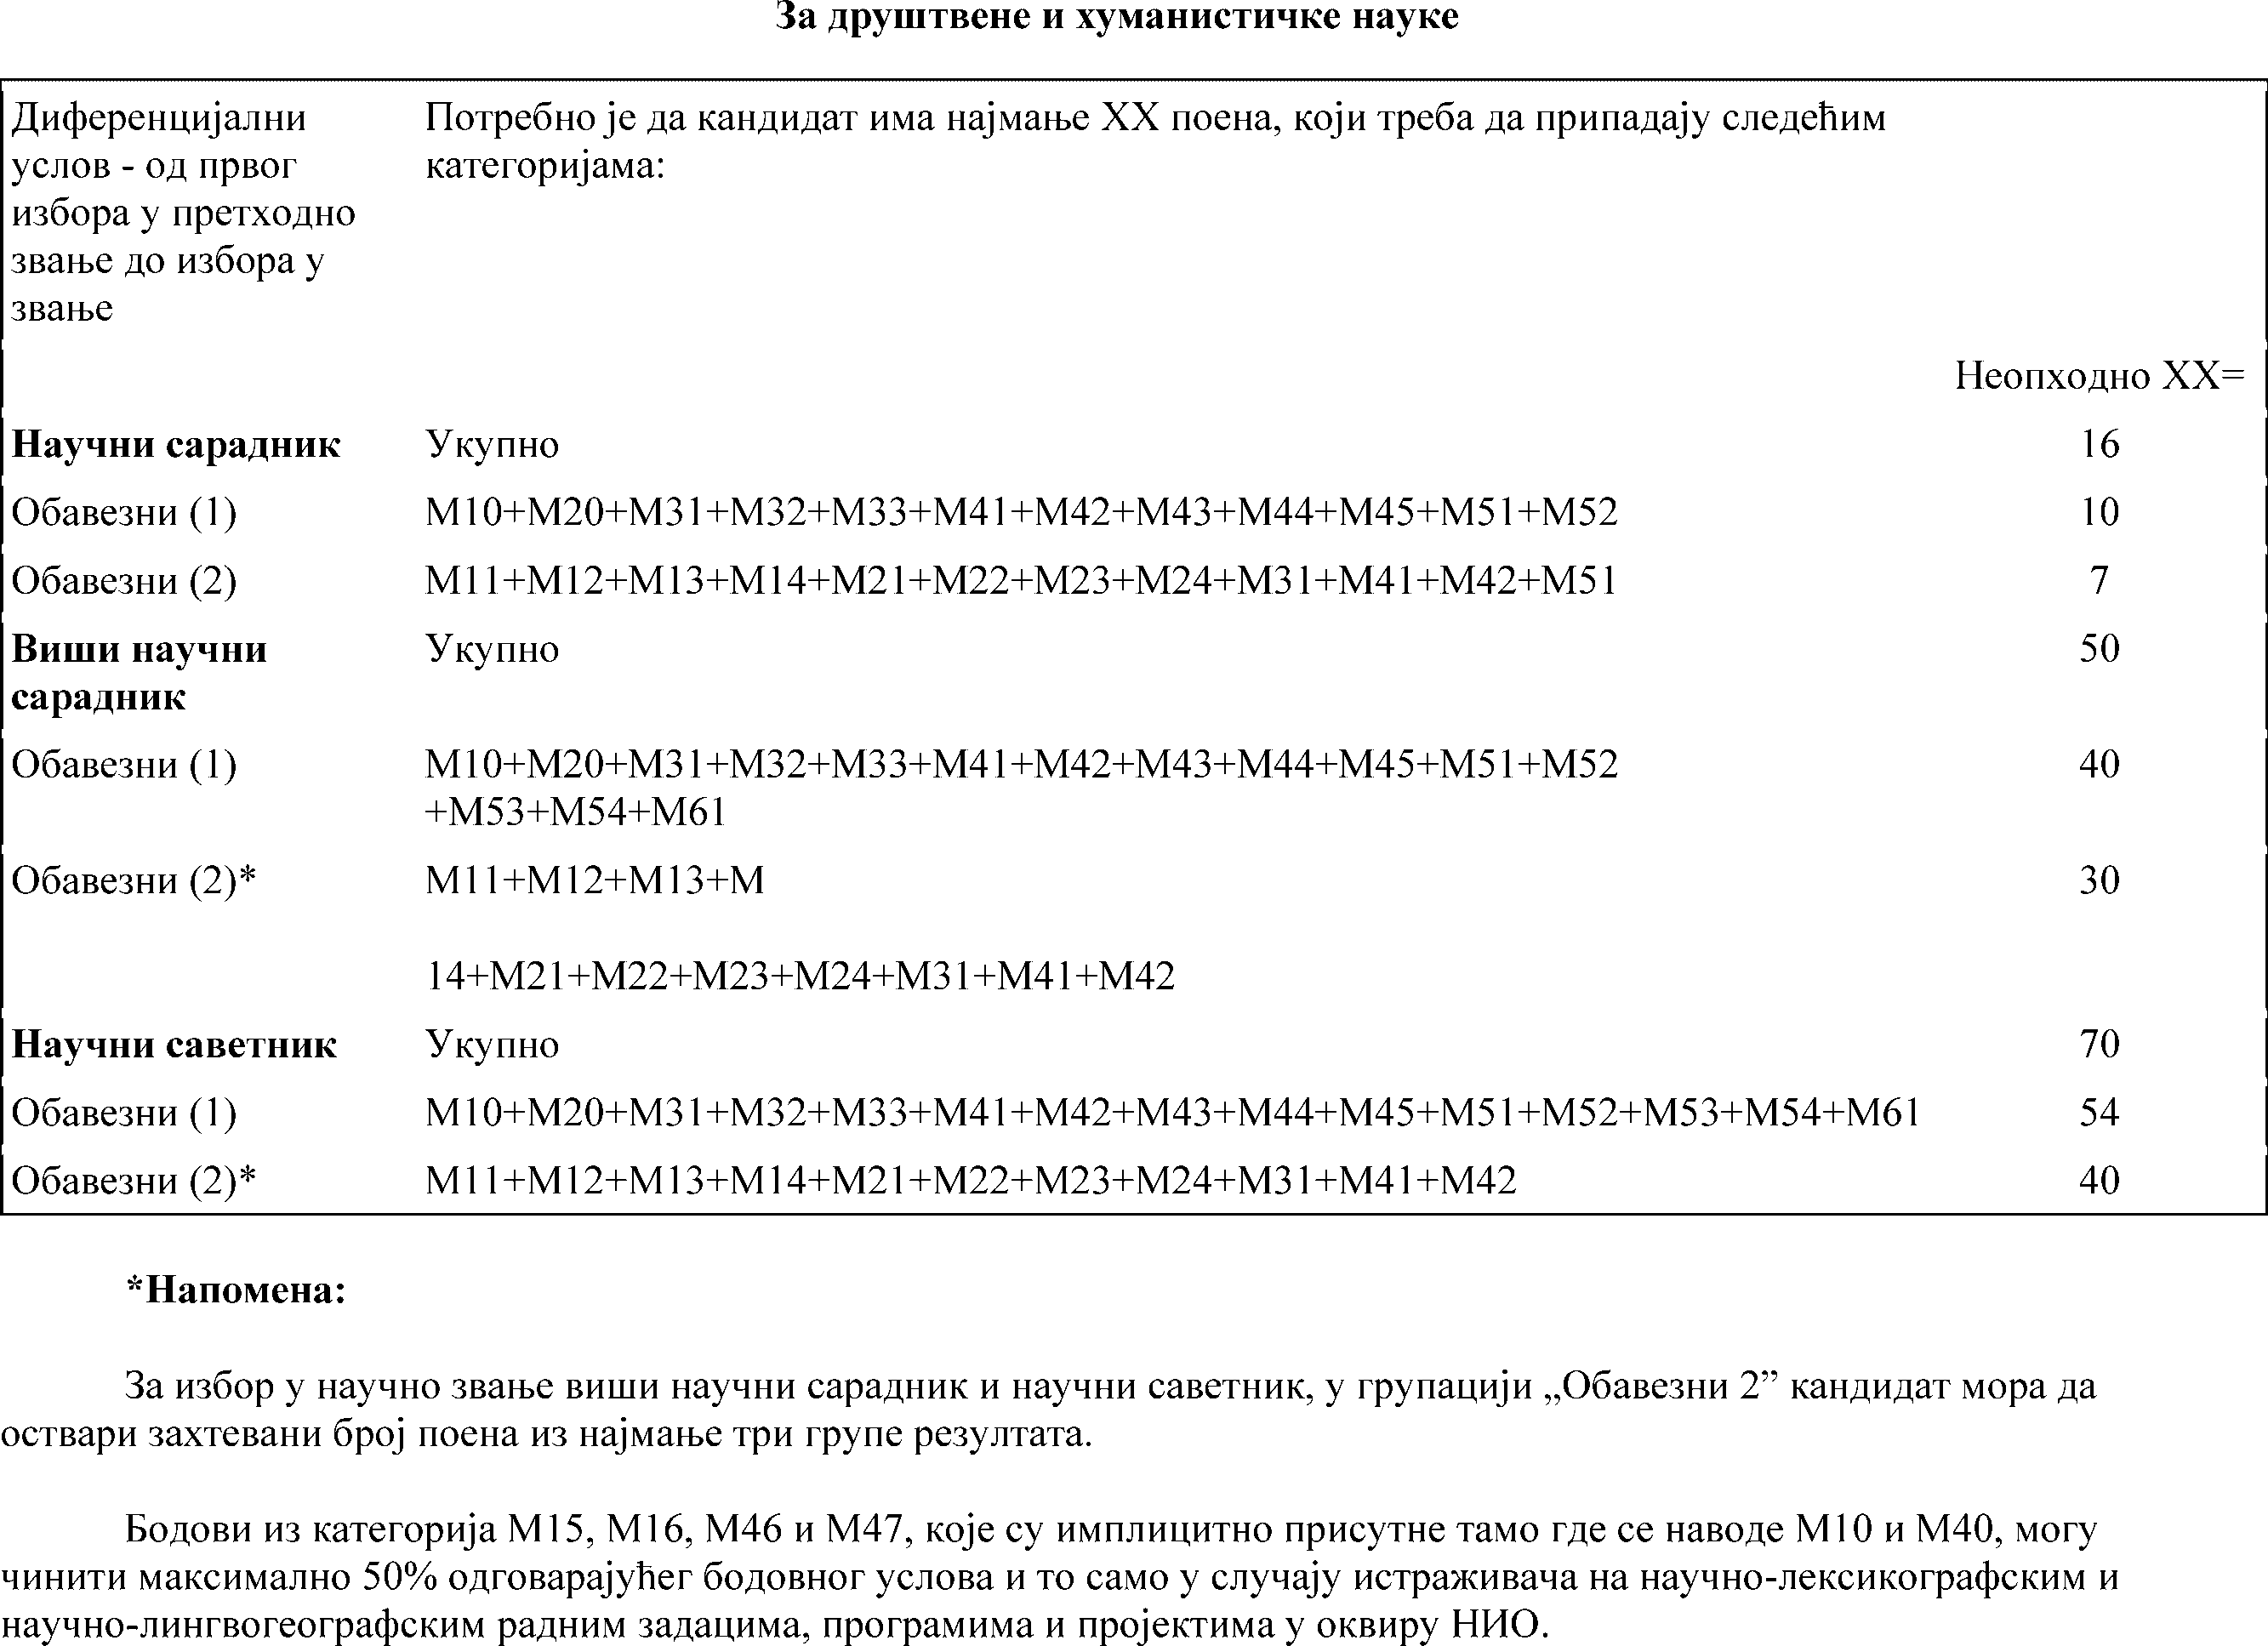 За друштвене и хуманистичке науке
Диференцијални
услов - од првог
избора у претходно
звање до избора у
звање
Потребно је да кандидат има најмање XX поена, који треба да припадају следећим
категоријама:
Неопходно XX=
Научни сарадник Укупно 16
Обавезни (1) М10+М20+М31+М32+М33+М41+М42+М43+М44+М45+М51+М52 10
Обавезни (2) М11+М12+М13+М14+М21+М22+М23+М24+М31+М41+М42+М51 7
Виши научни
сарадник
Укупно 50
Обавезни (1) М10+М20+М31+М32+М33+М41+М42+М43+М44+М45+М51+М52 40
+М53+М54+М61
Обавезни (2)* М11+М12+М13+М 30
14+М21+М22+М23+М24+М31+М41+М42
Научни саветник Укупно 70
Обавезни (1) М10+М20+М31+М32+М33+М41+М42+М43+М44+М45+М51+М52+М53+М54+М61 54
Обавезни (2)* М11+М12+М13+М14+М21+М22+М23+М24+М31+М41+М42 40
*Напомена:
За избор у научно звање виши научни сарадник и научни саветник, у групацији „Обавезни 2” кандидат мора да
оствари захтевани број поена из најмање три групе резултата.
Бодови из категорија М15, М16, М46 и М47, које су имплицитно присутне тамо где се наводе М10 и М40, могу
чинити максимално 50% одговарајућег бодовног услова и то само у случају истраживача на научно-лексикографским и
научно-лингвогеографским радним задацима, програмима и пројектима у оквиру НИО.